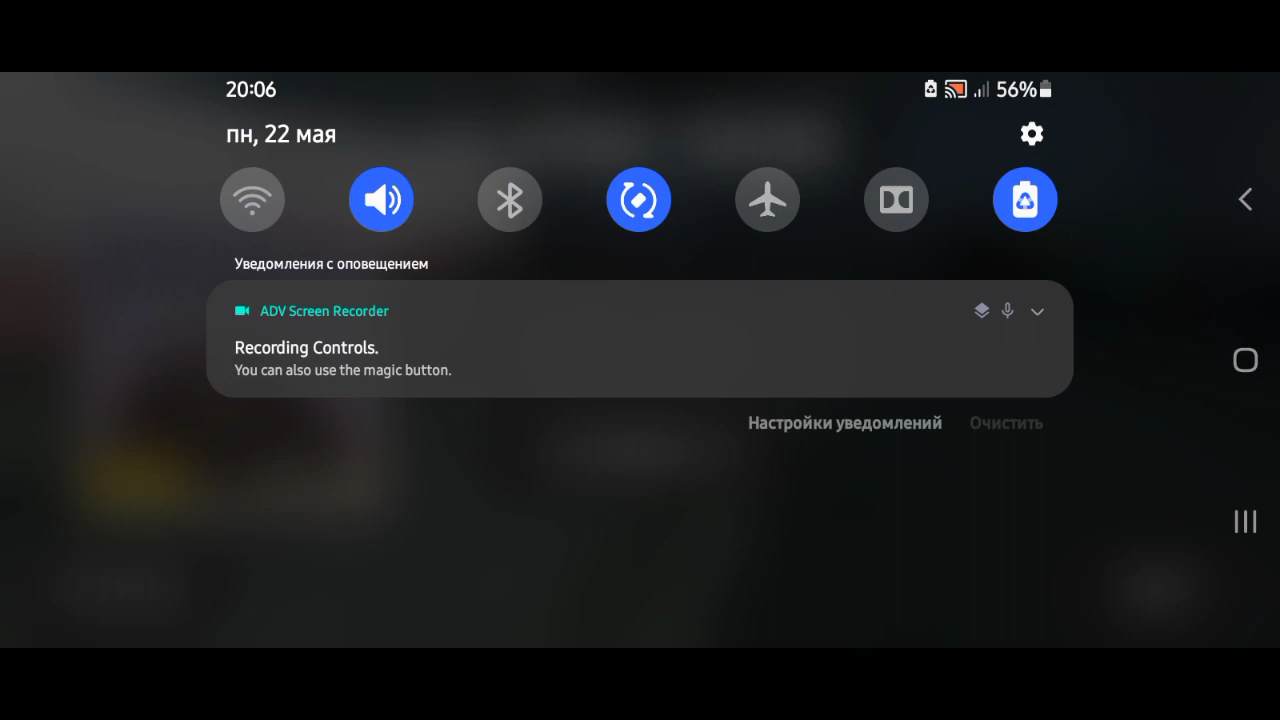 20:06
56%
пн, 22 мая
Уведомления с оповещением
ADV Screen Recorder
Recording Controls.
You can also use the magic button.
Настройки уведомлений
Очистить